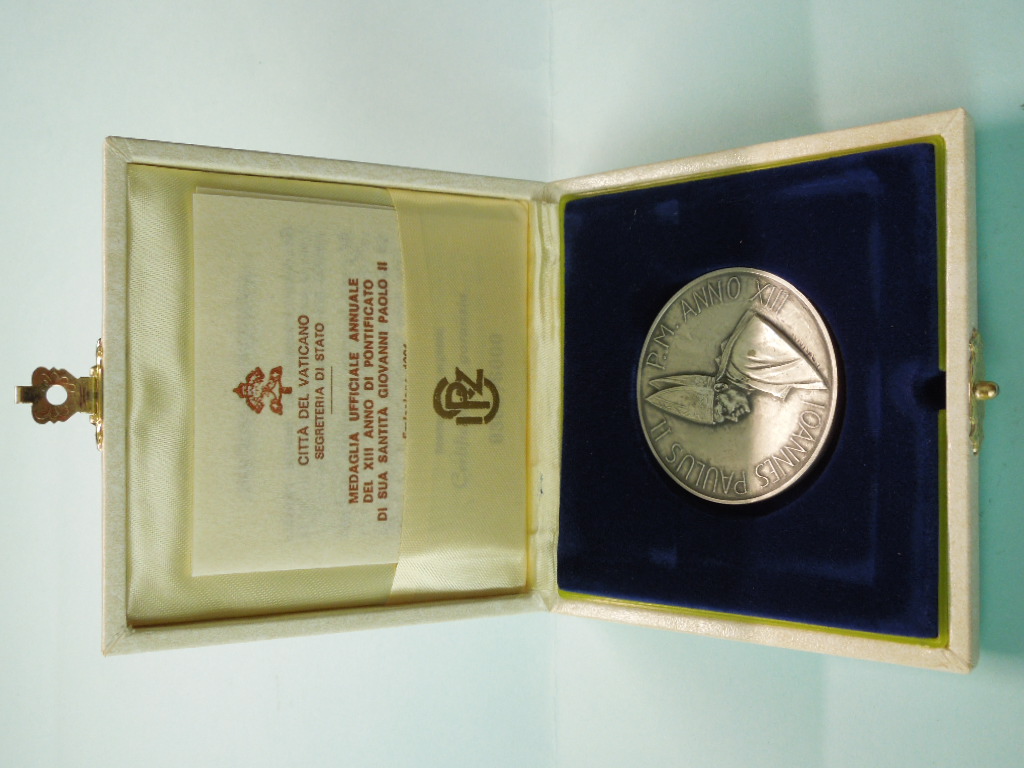 CITTÀ DEL VATICANO
SEGRETERIA DI STATO
MEDAGLIA UFFICIALE ANNUALE
DEL XIII ANNO DI PONTIFICATO
DI SUA SANTITÀ GIOVANNI PAOLO II
IPZS
IOANNES PAULUS II P.M. ANNO XIII